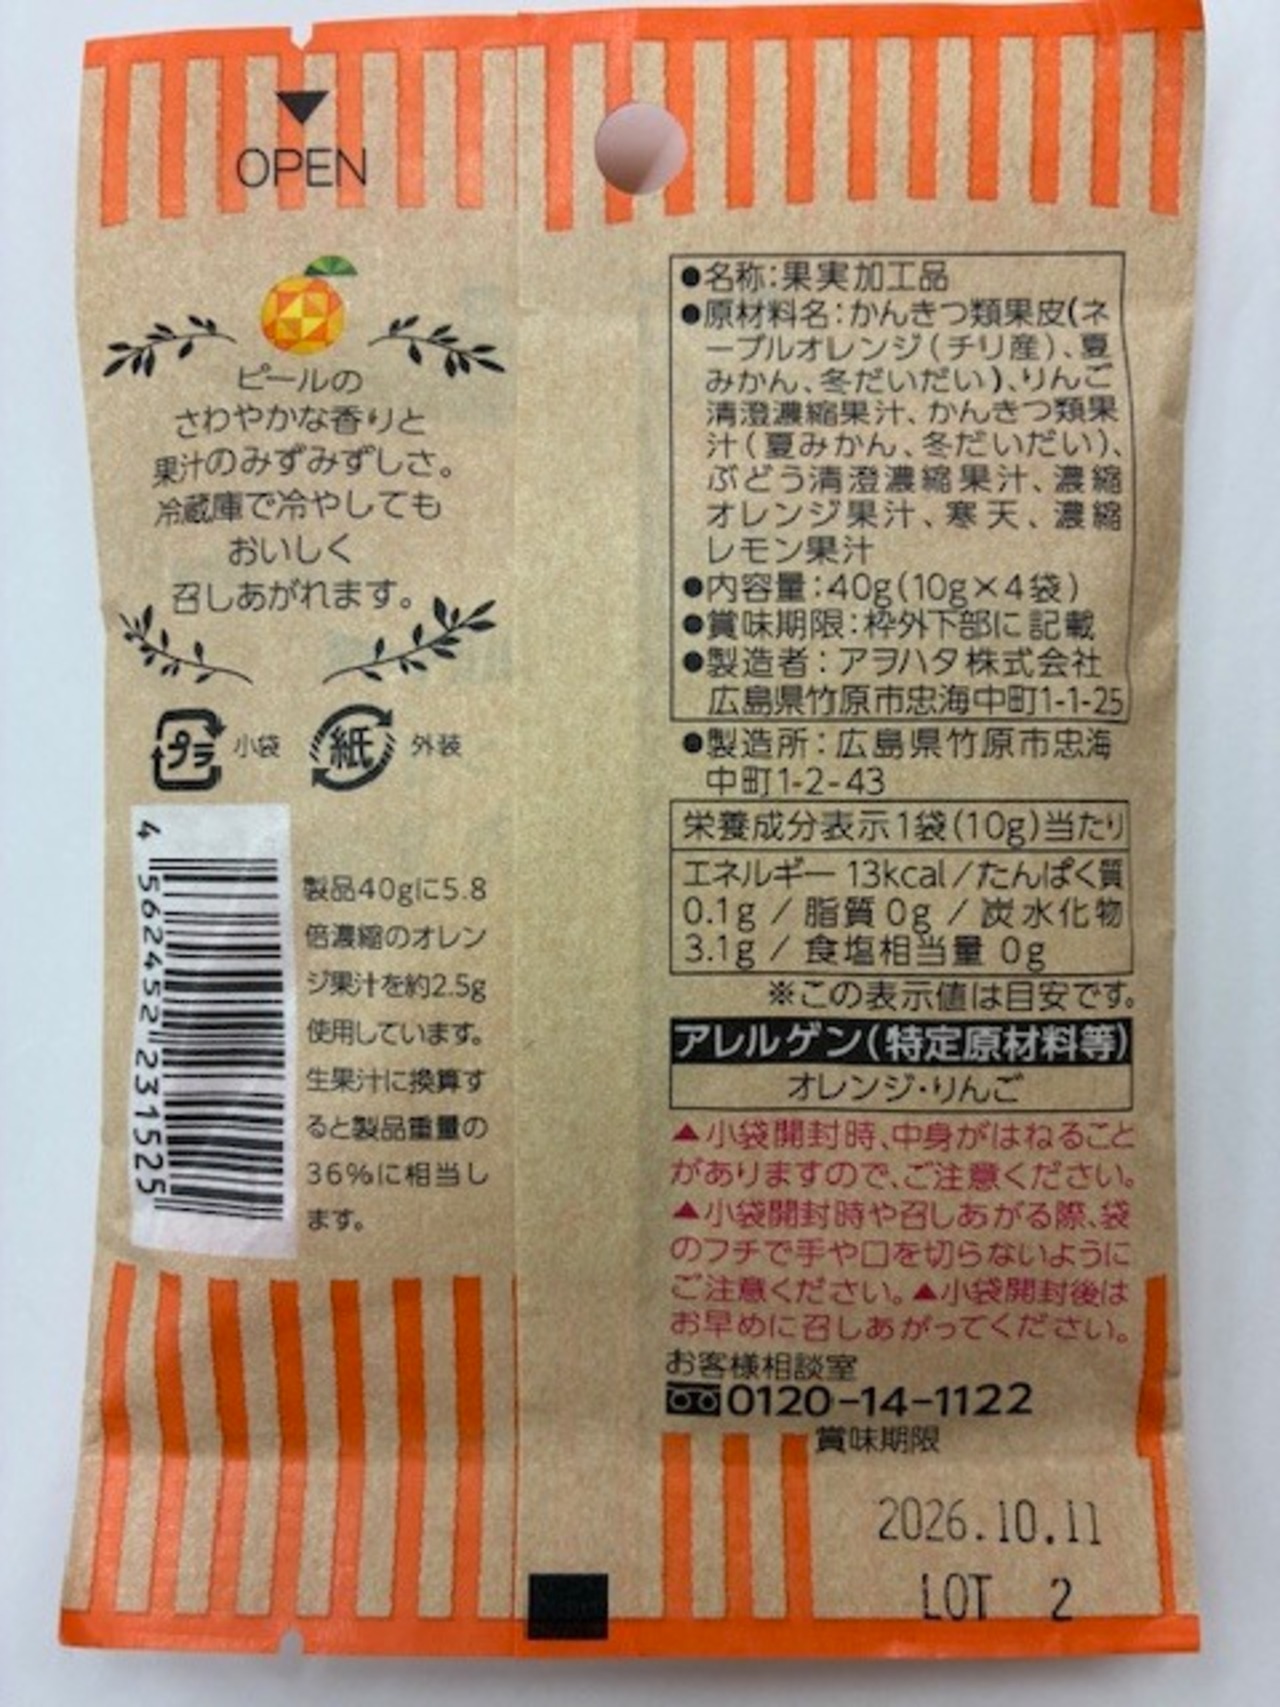 OPEN
ピールの
さわやかな香りと
果汁のみずみずしさ。
冷蔵庫で冷やしても
おいしく
召しあがれます。
プラ 小袋 紙 外装
4 562452 231525
製品40gに5.8
倍濃縮のオレン
ジ果汁を約2.5g
使用しています。
生果汁に換算す
ると製品重量の
36%に相当し
ます。
●名称:果実加工品
●原材料名:かんきつ類果皮(ネ
ーブルオレンジ(チリ産)、夏
みかん、冬だいだい)、りんご
清澄濃縮果汁、かんきつ類果
汁(夏みかん、冬だいだい)、
ぶどう清澄濃縮果汁、濃縮
オレンジ果汁、寒天、濃縮
レモン果汁
●内容量:40g(10g×4袋)
●賞味期限:枠外下部に記載
●製造者:アヲハタ株式会社
広島県竹原市忠海中町1-1-25
●製造所:広島県竹原市忠海
中町1-2-43
栄養成分表示1袋(10g)当たり
エネルギー 13kcal/たんぱく質
0.1g / 脂質 0g / 炭水化物
3.1g / 食塩相当量 0g
※この表示値は目安です。
アレルゲン(特定原材料等)
オレンジ・りんご
▲小袋開封時、中身がはねること
がありますので、ご注意ください。
▲小袋開封時や召しあがる際、袋
のフチで手や口を切らないように
ご注意ください。▲小袋開封後は
お早めに召しあがってください。
お客様相談室
0120-14-1122
賞味期限
2026.10.11
LOT 2